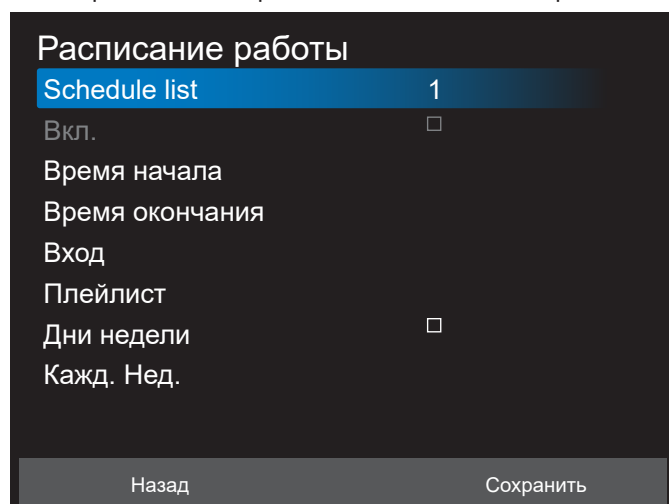 Расписание работы
Schedule list 1
Вкл.
Время начала
Время окончания
Вход
Плейлист
Дни недели
Кажд. Нед.
Назад Сохранить